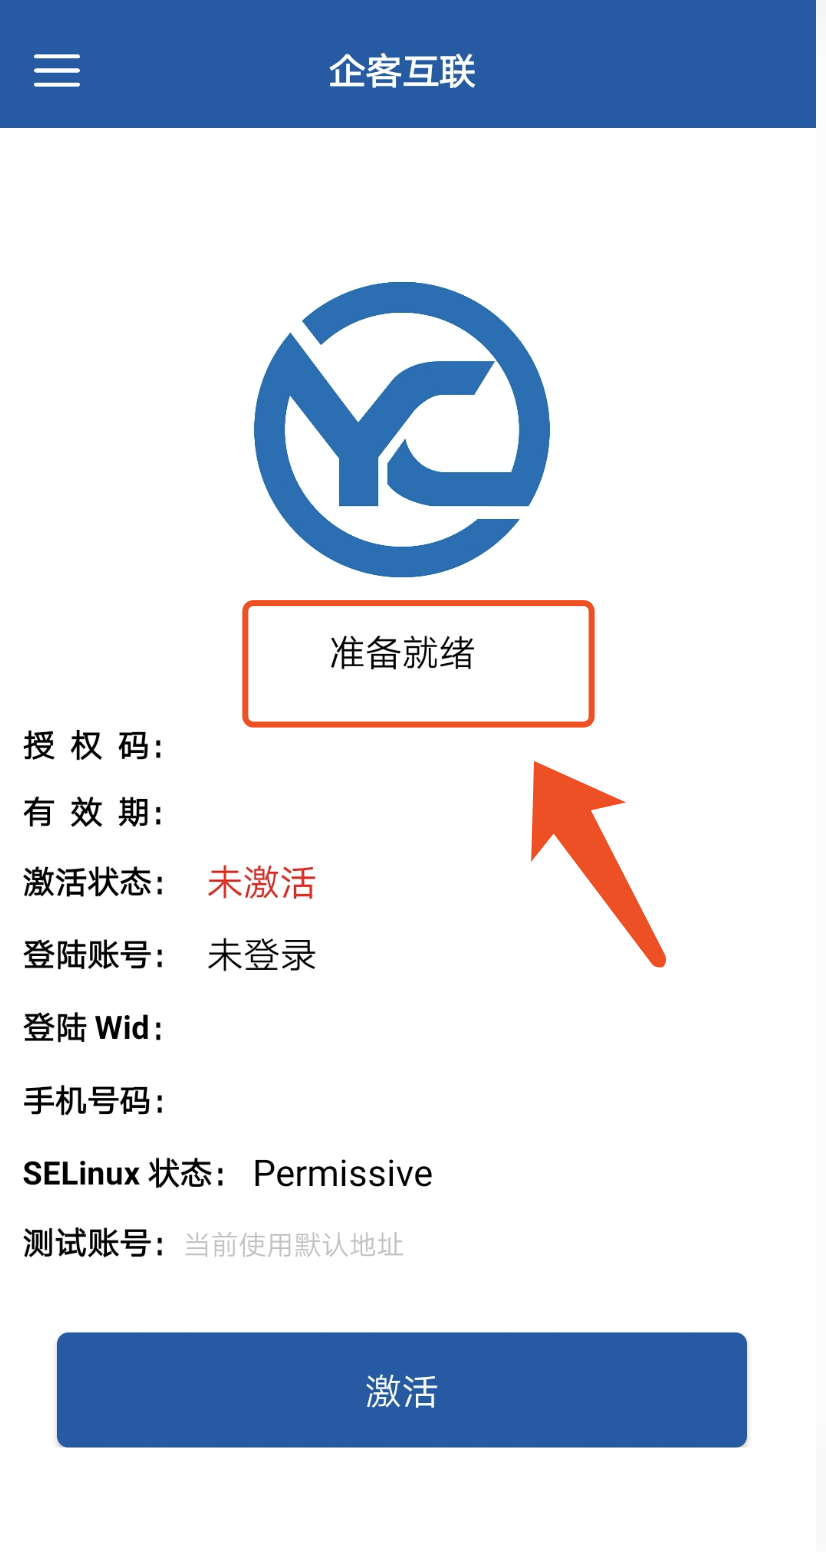 企客互联
YC
准备就绪
授 权 码:
有 效 期:
激活状态: 未激活
登陆账号: 未登录
登陆 Wid:
手机号码:
SELinux 状态: Permissive
测试账号: 当前使用默认地址
激活